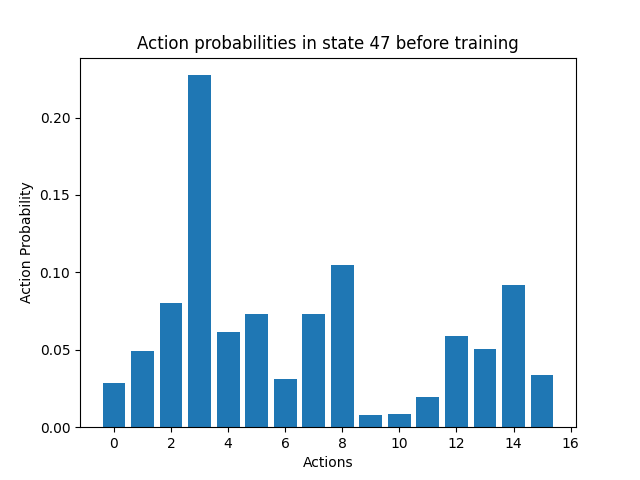 Action probabilities in state 47 before training
Action Probability
0.20
0.15
0.10
0.05
0.00
0 2 4 6 8 10 12 14 16
Actions